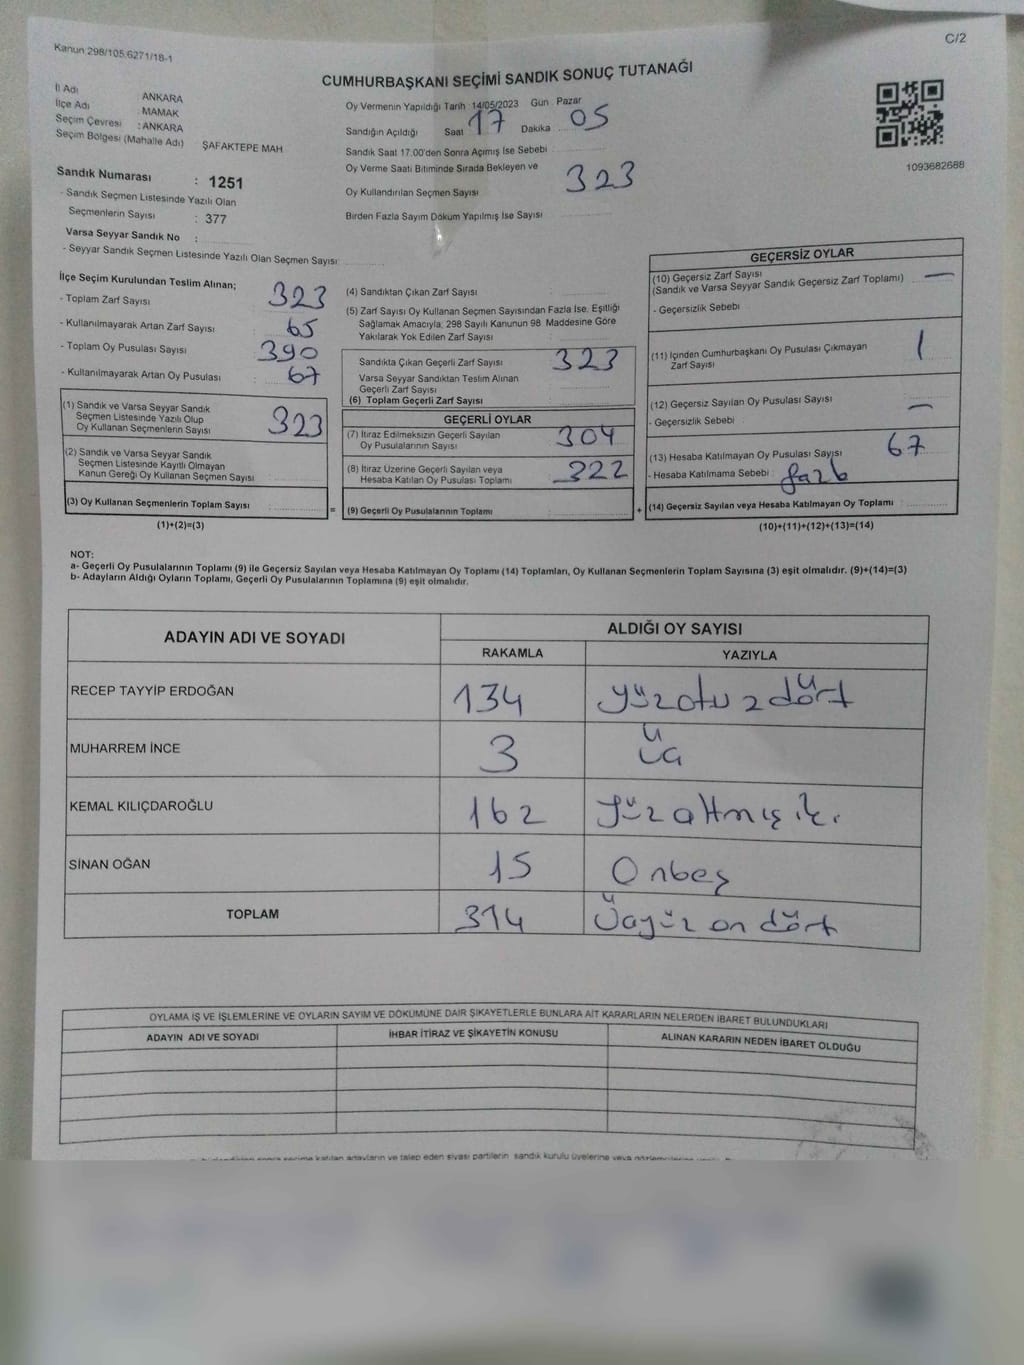 Kanun 298/105.6271/18-1
C/2
CUMHURBAŞKANI SEÇİMİ SANDIK SONUÇ TUTANAĞI
İl Adı ANKARA
İlçe Adı : MAMAK
Seçim Çevresi : ANKARA
Seçim Bölgesi (Mahalle Adı) ŞAFAKTEPE MAH
Oy Vermenin Yapıldığı Tarih 14/05/2023 Gün Pazar
Sandığın Açıldığı Saat 17 Dakika 05
Sandık Saat 17.00'den Sonra Açımış İse Sebebi
Oy Verme Saati Bitiminde Sırada Bekleyen ve
Oy Kullandırılan Seçmen Sayısı 323
Birden Fazla Sayım Döküm Yapılmış İse Sayısı
1093682688
Sandık Numarası : 1251
- Sandık Seçmen Listesinde Yazılı Olan
Seçmenlerin Sayısı : 377
Varsa Seyyar Sandık No :
- Seyyar Sandık Seçmen Listesinde Yazılı Olan Seçmen Sayısı:
İlçe Seçim Kurulundan Teslim Alınan;
- Toplam Zarf Sayısı 323
- Kullanılmayarak Artan Zarf Sayısı 65
- Toplam Oy Pusulası Sayısı 390
- Kullanılmayarak Artan Oy Pusulası : 67
(1) Sandık ve Varsa Seyyar Sandık
Seçmen Listesinde Yazılı Olup
Oy Kullanan Seçmenlerin Sayısı 323
(2) Sandık ve Varsa Seyyar Sandık
Seçmen Listesinde Kayıtlı Olmayan
Kanun Gereği Oy Kullanan Seçmen Sayısı :
(3) Oy Kullanan Seçmenlerin Toplam Sayısı :
(1)+(2)=(3)
=
(4) Sandıktan Çıkan Zarf Sayısı :
(5) Zarf Sayısı Oy Kullanan Seçmen Sayısından Fazla İse, Eşitliği
Sağlamak Amacıyla; 298 Sayılı Kanunun 98. Maddesine Göre
Yakılarak Yok Edilen Zarf Sayısı :
Sandıkta Çıkan Geçerli Zarf Sayısı 323
Varsa Seyyar Sandıktan Teslim Alınan
Geçerli Zarf Sayısı
(6) Toplam Geçerli Zarf Sayısı
GEÇERLİ OYLAR
(7) İtiraz Edilmeksizin Geçerli Sayılan
Oy Pusulalarının Sayısı 304
(8) İtiraz Üzerine Geçerli Sayılan veya
Hesaba Katılan Oy Pusulası Toplamı 322
(9) Geçerli Oy Pusulalarının Toplamı
+
GEÇERSİZ OYLAR
(10) Geçersiz Zarf Sayısı
(Sandık ve Varsa Seyyar Sandık Geçersiz Zarf Toplamı) —
- Geçersizlik Sebebi
(11) İçinden Cumhurbaşkanı Oy Pusulası Çıkmayan
Zarf Sayısı 1
(12) Geçersiz Sayılan Oy Pusulası Sayısı —
- Geçersizlik Sebebi
(13) Hesaba Katılmayan Oy Pusulası Sayısı 67
- Hesaba Katılmama Sebebi
(14) Geçersiz Sayılan veya Hesaba Katılmayan Oy Toplamı
(10)+(11)+(12)+(13)=(14)
NOT:
a- Geçerli Oy Pusulalarının Toplamı (9) ile Geçersiz Sayılan veya Hesaba Katılmayan Oy Toplamı (14) Toplamları, Oy Kullanan Seçmenlerin Toplam Sayısına (3) eşit olmalıdır. (9)+(14)=(3)
b- Adayların Aldığı Oyların Toplamı, Geçerli Oy Pusulalarının Toplamına (9) eşit olmalıdır.
ADAYIN ADI VE SOYADI ALDIĞI OY SAYISI
RAKAMLA YAZIYLA
RECEP TAYYİP ERDOĞAN 134 yüzotuzdört
MUHARREM İNCE 3 üç
KEMAL KILIÇDAROĞLU 162 yüzaltmışiki
SİNAN OĞAN 15 Onbeş
TOPLAM 314 Üçyüz on dört
OYLAMA İŞ VE İŞLEMLERİNE VE OYLARIN SAYIM VE DÖKÜMÜNE DAİR ŞİKAYETLERLE BUNLARA AİT KARARLARIN NELERDEN İBARET BULUNDUKLARI
ADAYIN ADI VE SOYADI İHBAR İTİRAZ VE ŞİKAYETİN KONUSU ALINAN KARARIN NEDEN İBARET OLDUĞU
sonra seçime katılan adayların ve talep eden siyasi partilerin sandık kurulu üyelerine veya